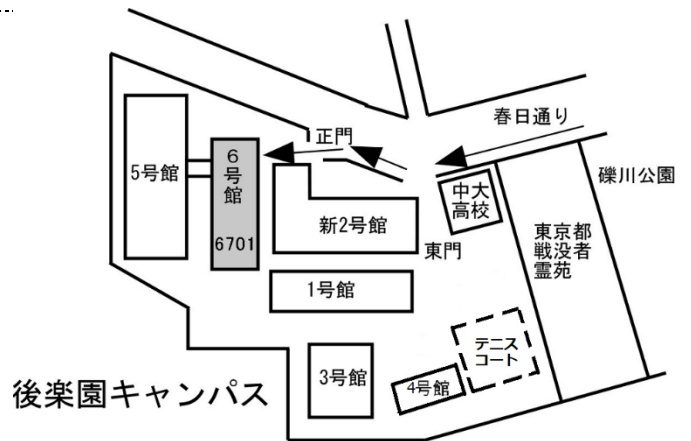 春日通り
正門
礫川公園
5号館
6
号
館
6701
中大
高校
新2号館
東門
東京都
戦没者
霊苑
1号館
テニス
コート
3号館
4号館
後楽園キャンパス